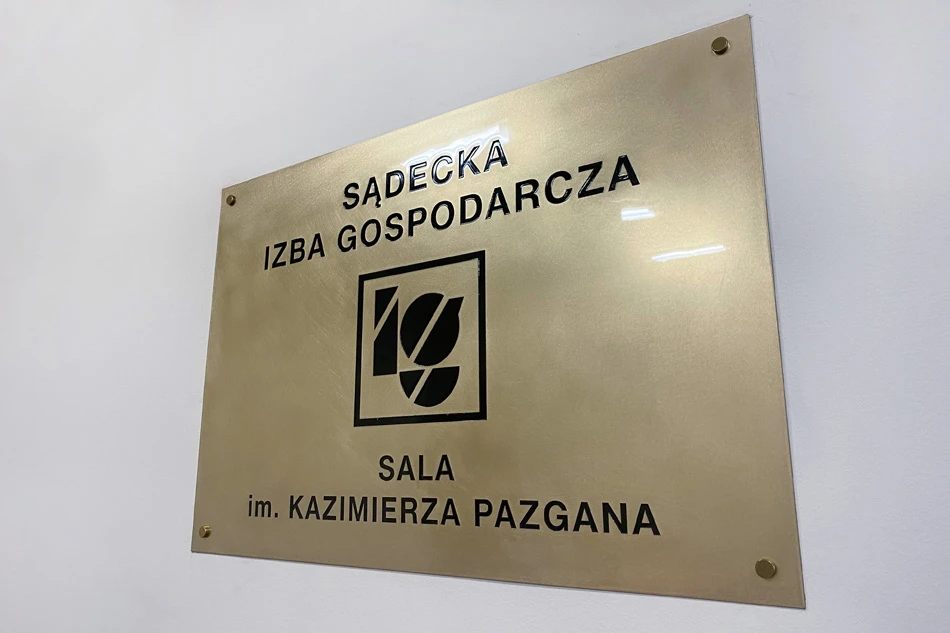 SĄDECKA
IZBA GOSPODARCZA
SALA
im. KAZIMIERZA PAZGANA